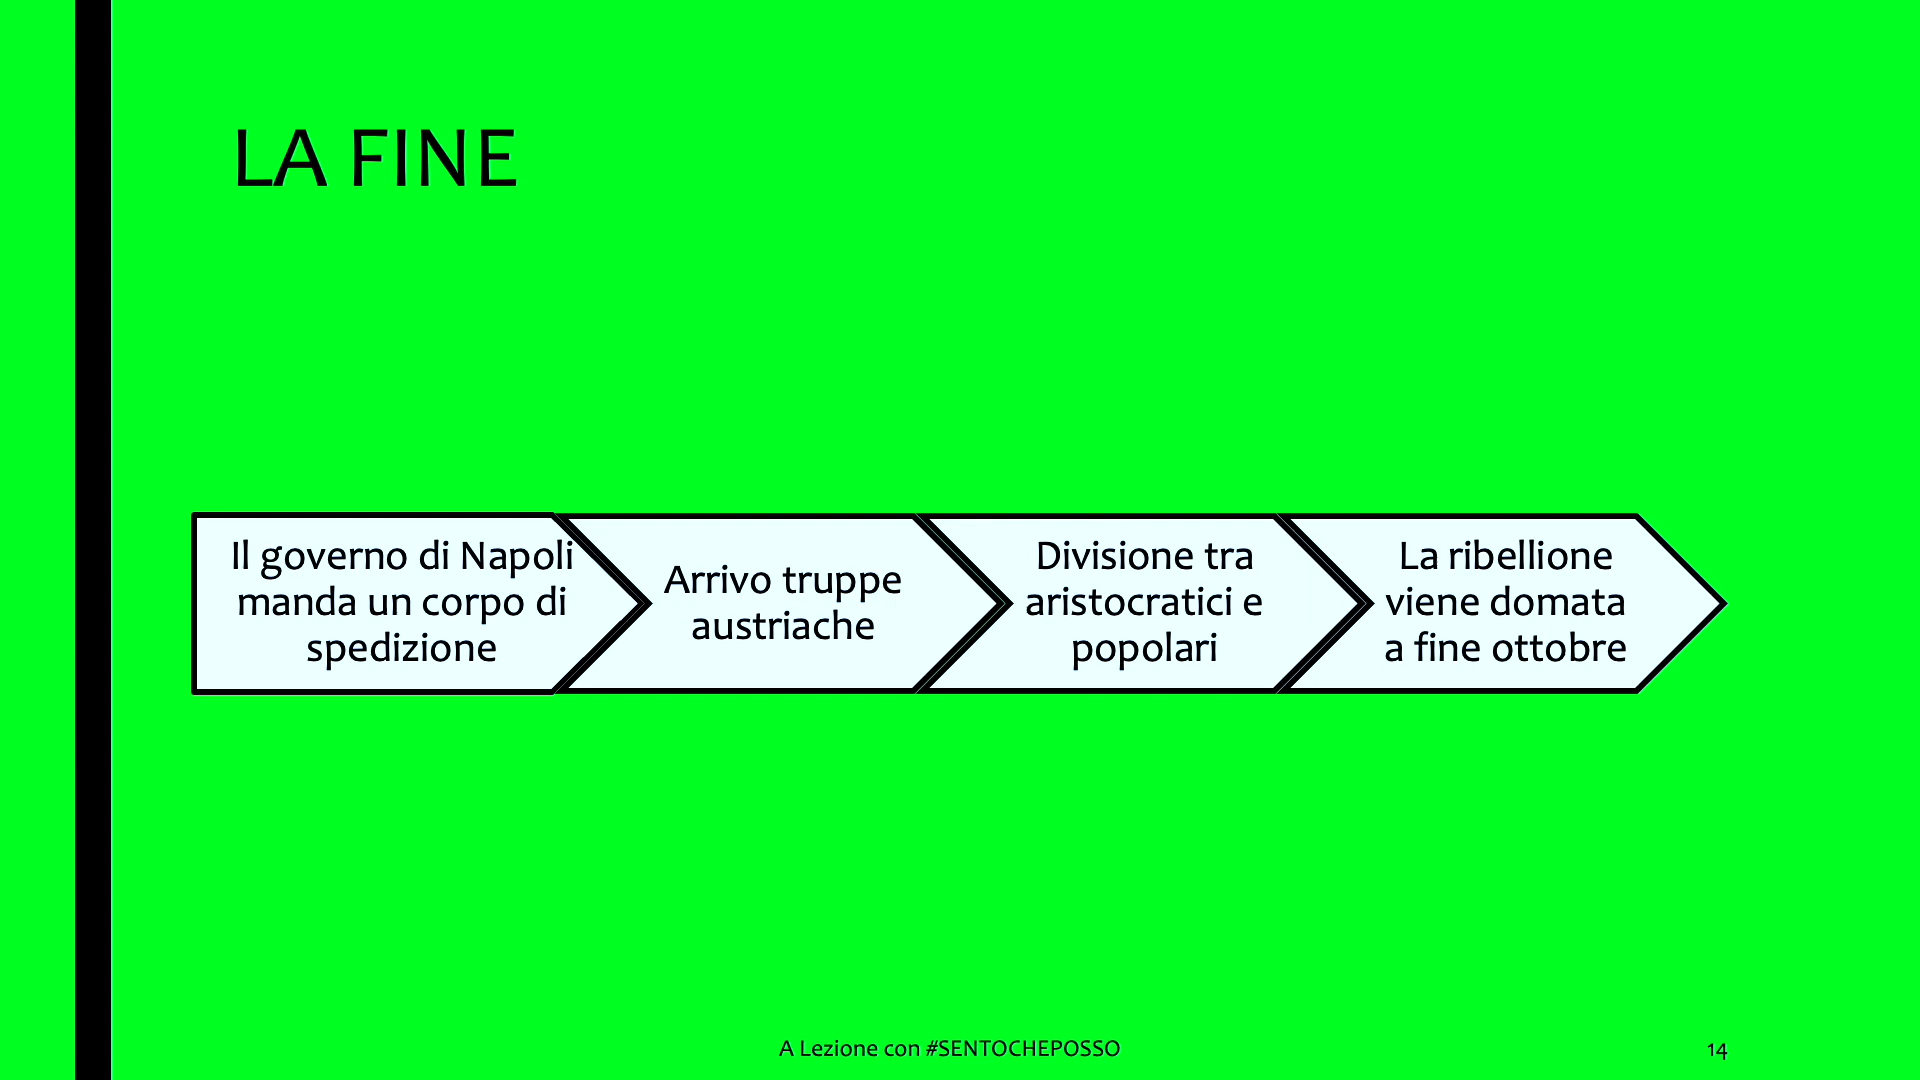 LA FINE
Il governo di Napoli
manda un corpo di
spedizione
Arrivo truppe
austriache
Divisione tra
aristocratici e
popolari
La ribellione
viene domata
a fine ottobre
A Lezione con #SENTOCHEPOSSO
14